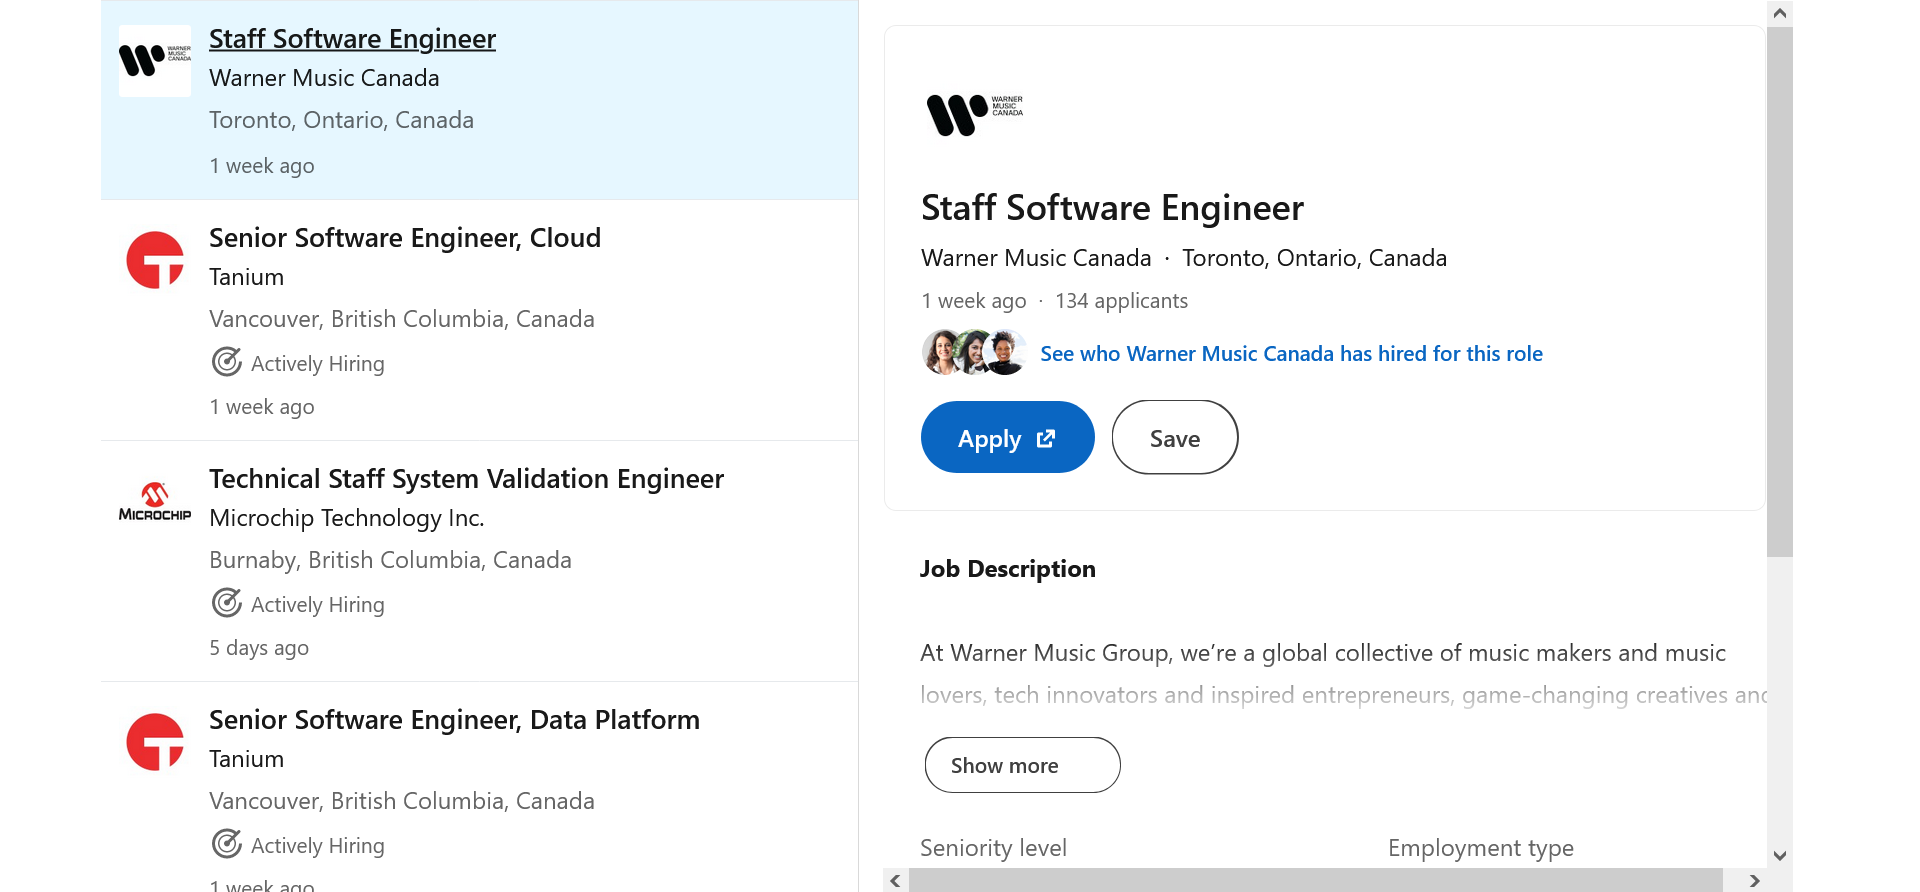 WARNER
MUSIC
CANADA
Staff Software Engineer
Warner Music Canada
Toronto, Ontario, Canada
1 week ago
Senior Software Engineer, Cloud
Tanium
Vancouver, British Columbia, Canada
Actively Hiring
1 week ago
MICROCHIP
Technical Staff System Validation Engineer
Microchip Technology Inc.
Burnaby, British Columbia, Canada
Actively Hiring
5 days ago
Senior Software Engineer, Data Platform
Tanium
Vancouver, British Columbia, Canada
Actively Hiring
1 week ago
WARNER
MUSIC
CANADA
Staff Software Engineer
Warner Music Canada · Toronto, Ontario, Canada
1 week ago · 134 applicants
See who Warner Music Canada has hired for this role
Apply
Save
Job Description
At Warner Music Group, we’re a global collective of music makers and music
lovers, tech innovators and inspired entrepreneurs, game-changing creatives and
Show more
Seniority level
Employment type